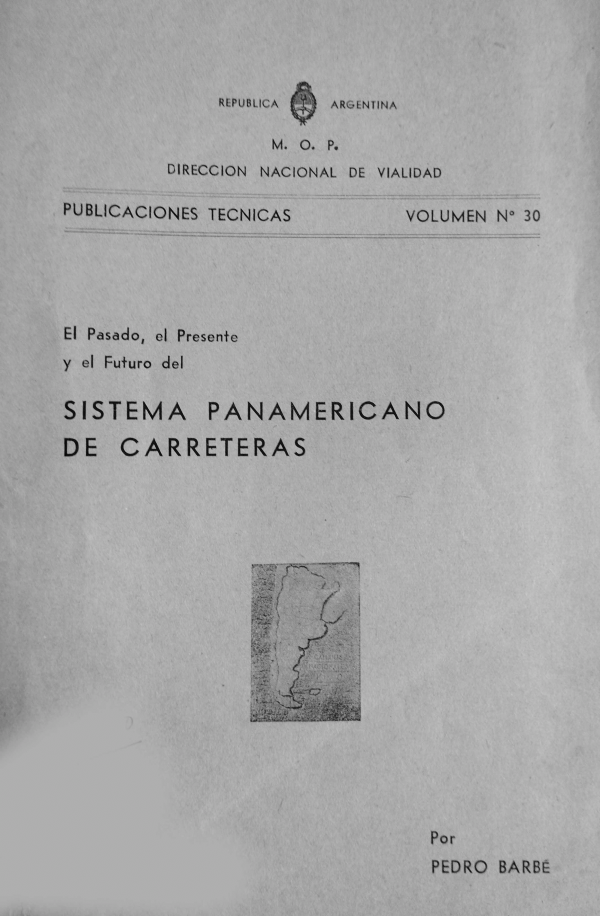 REPUBLICA ARGENTINA
M. O. P.
DIRECCION NACIONAL DE VIALIDAD
PUBLICACIONES TECNICAS VOLUMEN Nº 30
El Pasado, el Presente
y el Futuro del
SISTEMA PANAMERICANO
DE CARRETERAS
Por
PEDRO BARBÉ